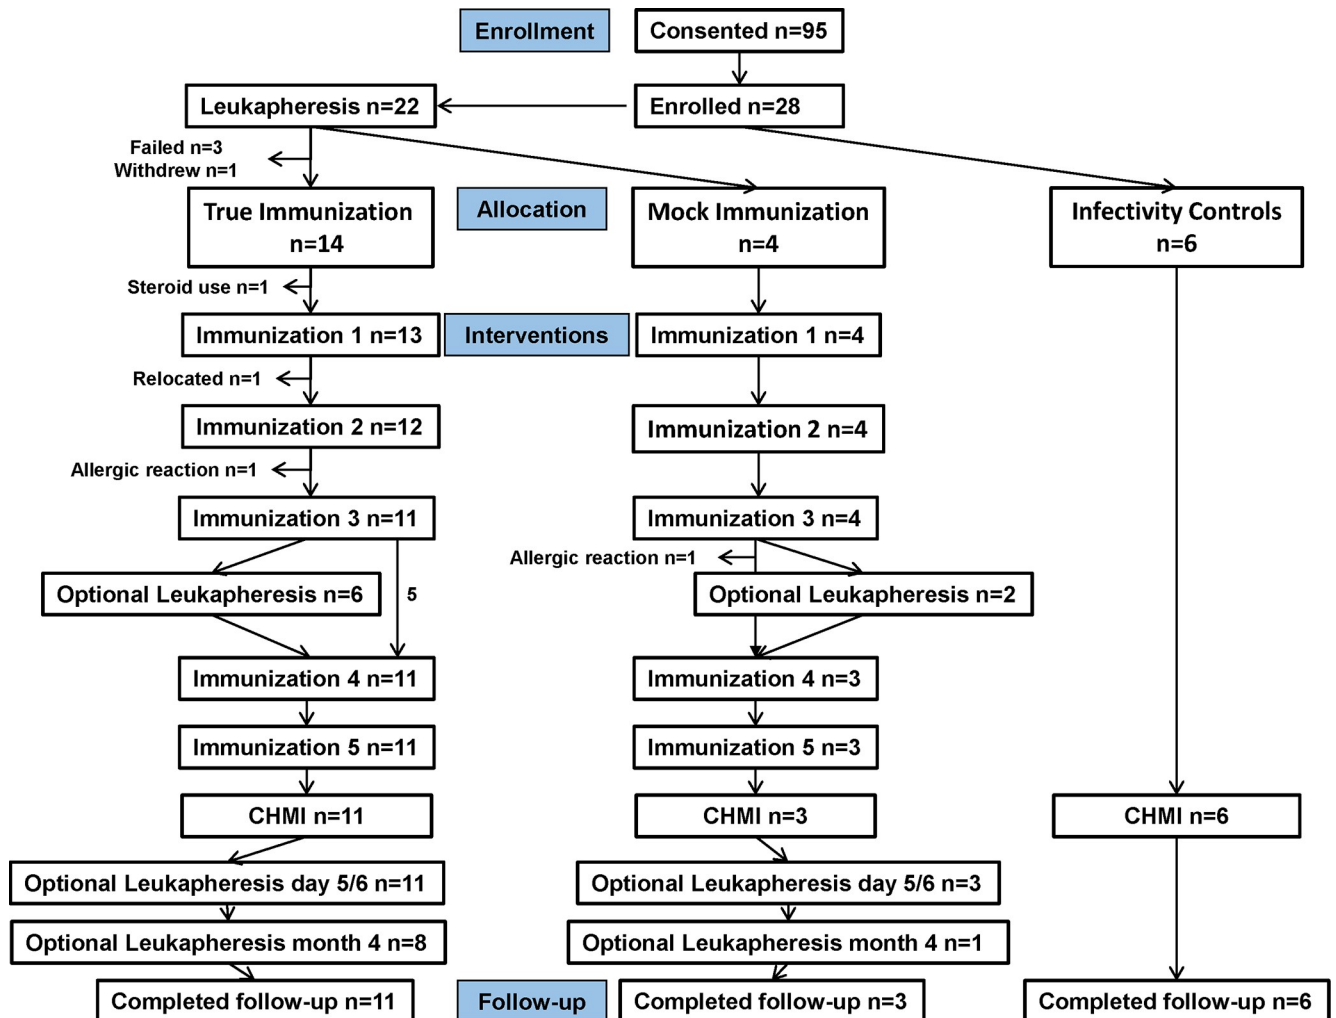 Enrollment
Consented n=95
Leukapheresis n=22
Enrolled n=28
Failed n=3
Withdrew n=1
True Immunization
n=14
Allocation
Mock Immunization
n=4
Infectivity Controls
n=6
Steroid use n=1
Immunization 1 n=13
Interventions
Immunization 1 n=4
Relocated n=1
Immunization 2 n=12
Immunization 2 n=4
Allergic reaction n=1
Immunization 3 n=11
Immunization 3 n=4
Allergic reaction n=1
Optional Leukapheresis n=6
5
Optional Leukapheresis n=2
Immunization 4 n=11
Immunization 4 n=3
Immunization 5 n=11
Immunization 5 n=3
CHMI n=11
CHMI n=3
CHMI n=6
Optional Leukapheresis day 5/6 n=11
Optional Leukapheresis day 5/6 n=3
Optional Leukapheresis month 4 n=8
Optional Leukapheresis month 4 n=1
Completed follow-up n=11
Follow-up
Completed follow-up n=3
Completed follow-up n=6